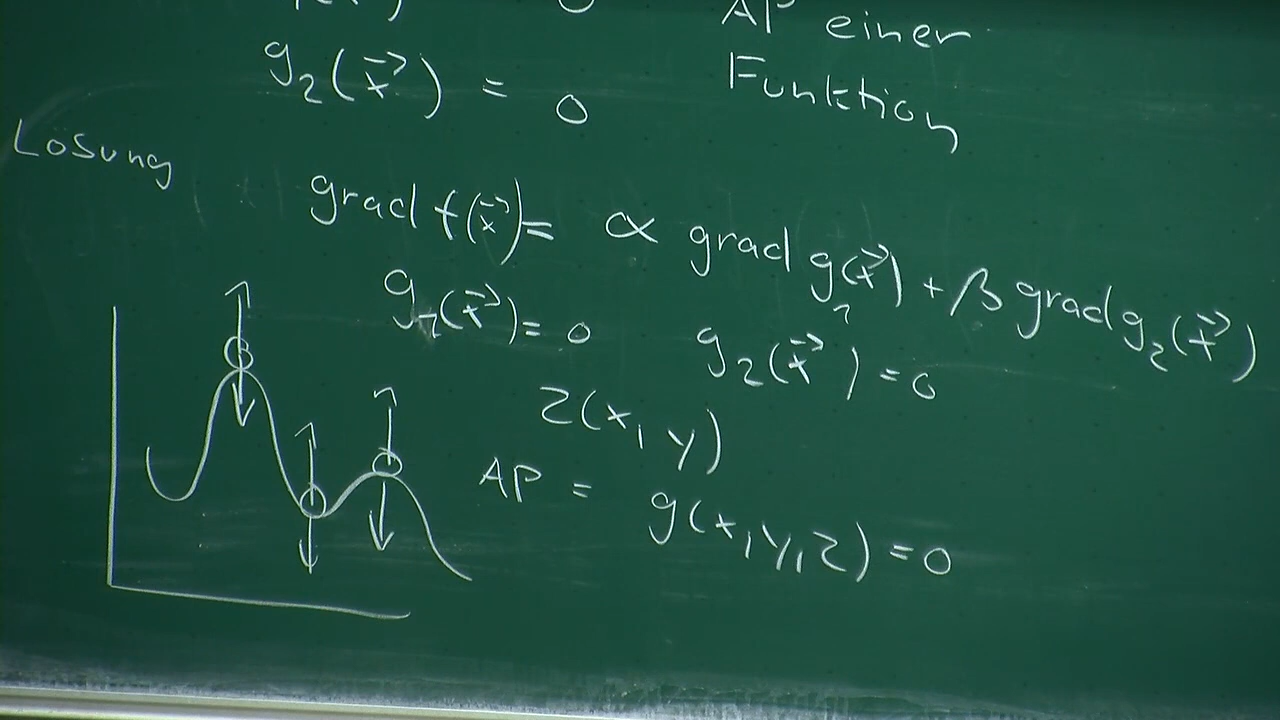 AP einer
g₂(x⃗) = 0 Funktion
Lösung
grad f(x⃗) = α grad g₁(x⃗) + β grad g₂(x⃗)
g₁(x⃗) = 0 g₂(x⃗) = 0
z(x,y)
AP = g(x,y,z) = 0